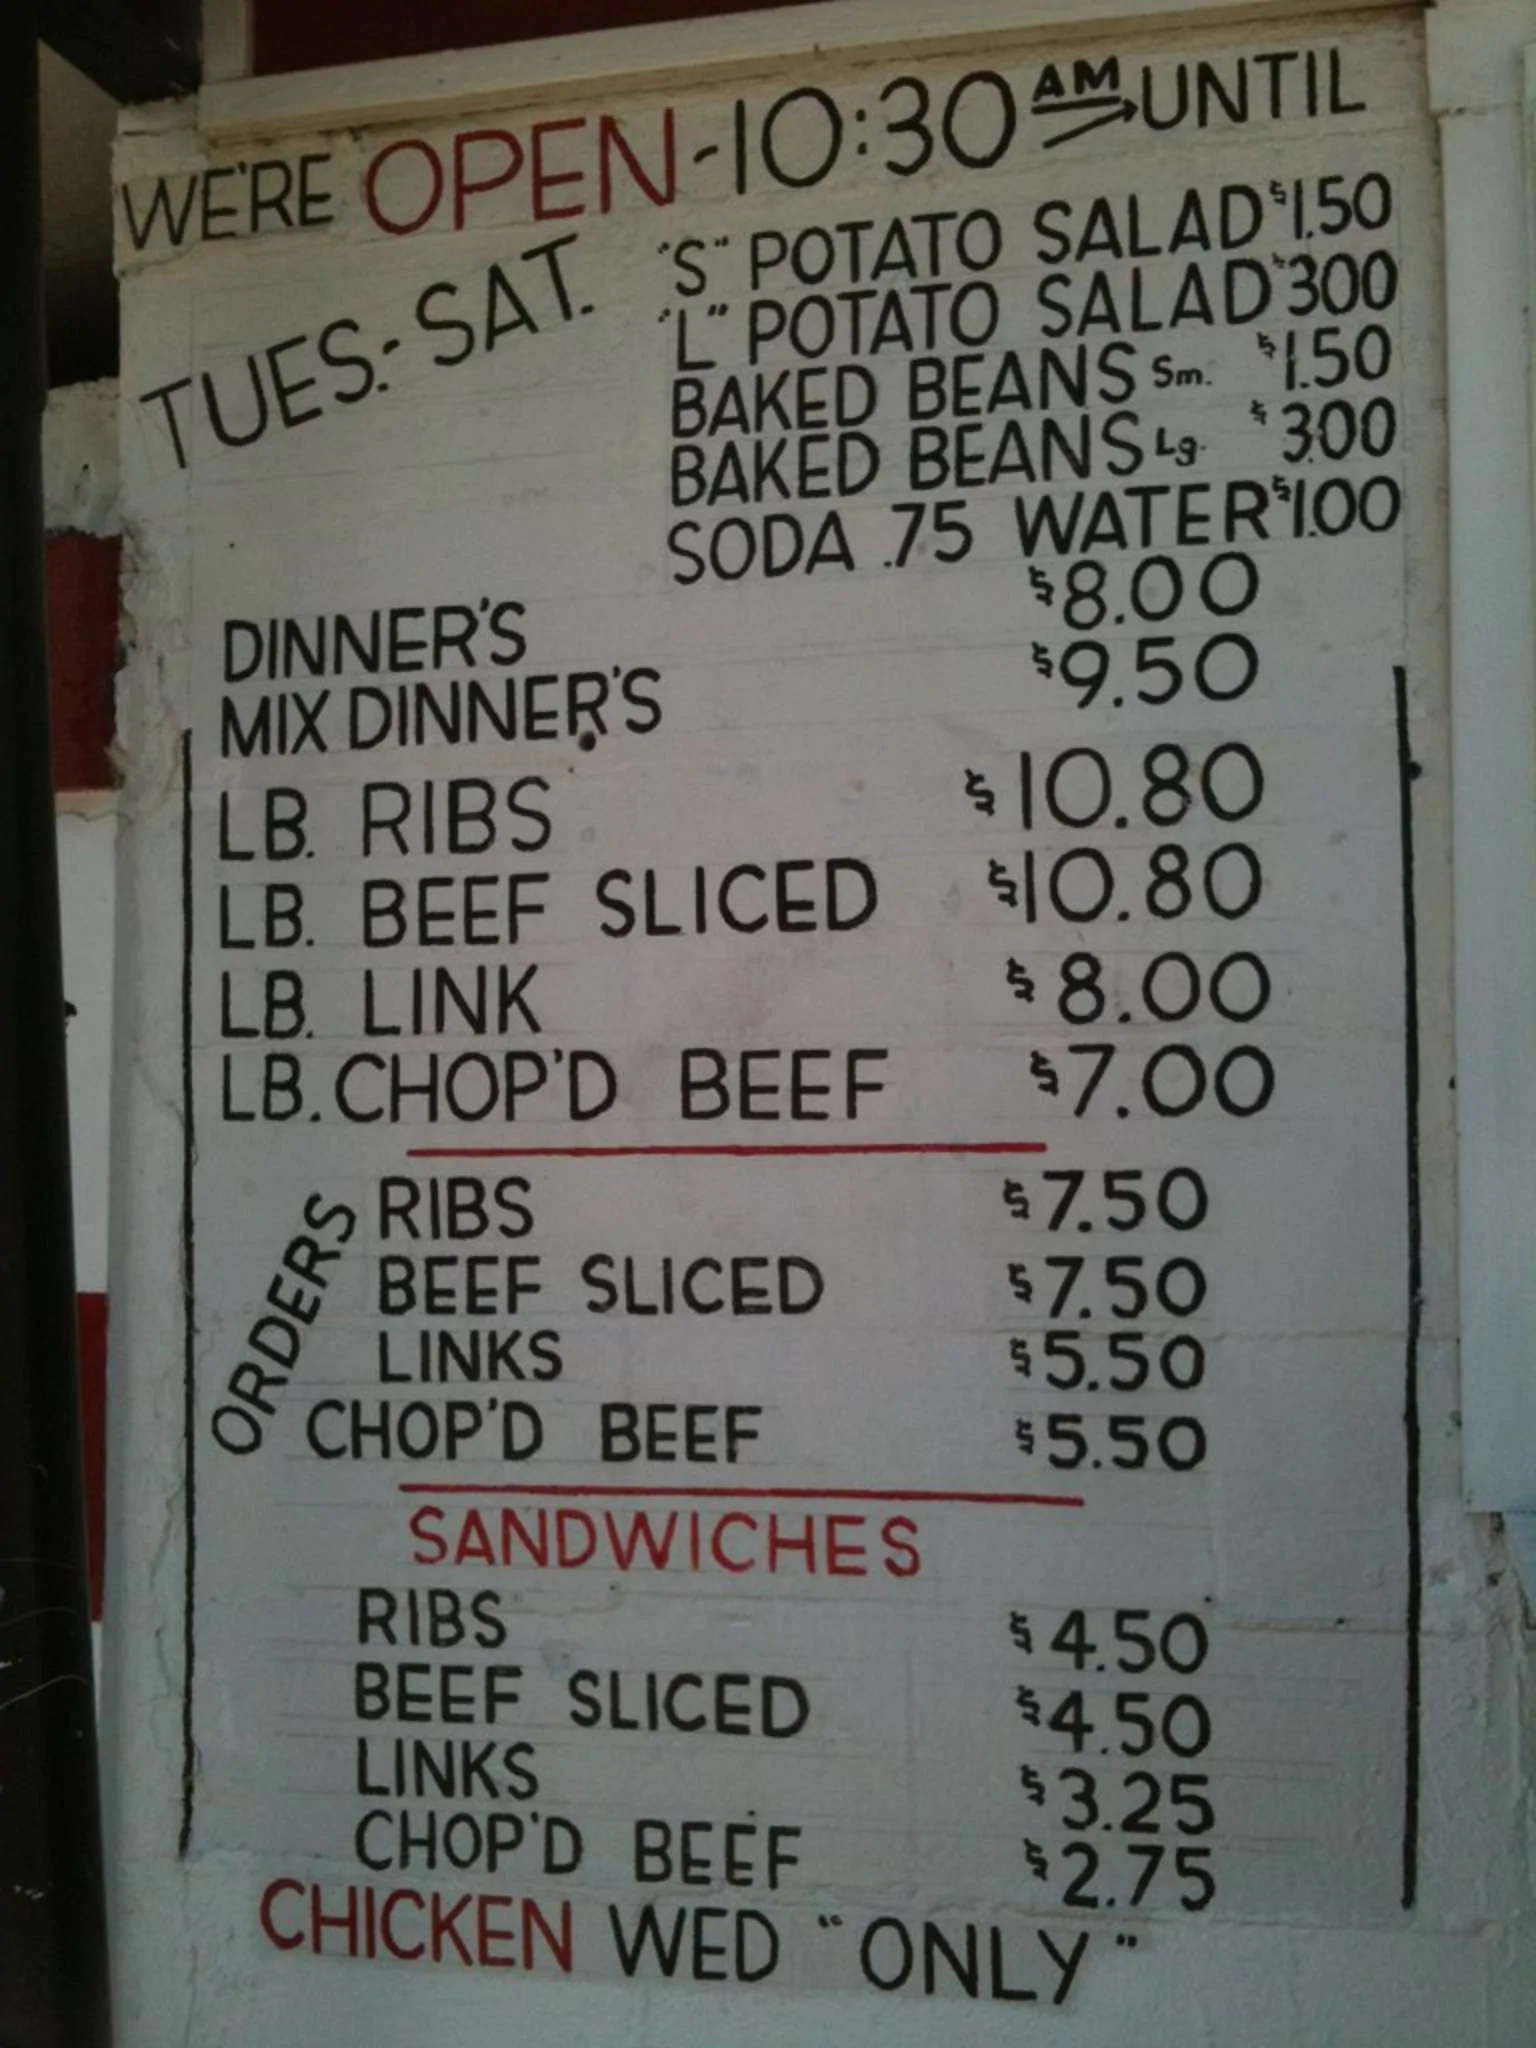 WE'RE OPEN-10:30 AM UNTIL
TUES.-SAT.
"S" POTATO SALAD $1.50
"L" POTATO SALAD $300
BAKED BEANS Sm. $1.50
BAKED BEANS Lg. $3.00
SODA .75 WATER $1.00
DINNER'S $8.00
MIX DINNER'S $9.50
LB. RIBS $10.80
LB. BEEF SLICED $10.80
LB. LINK $8.00
LB. CHOP'D BEEF $7.00
ORDERS
RIBS $7.50
BEEF SLICED $7.50
LINKS $5.50
CHOP'D BEEF $5.50
SANDWICHES
RIBS $4.50
BEEF SLICED $4.50
LINKS $3.25
CHOP'D BEEF $2.75
CHICKEN WED "ONLY"